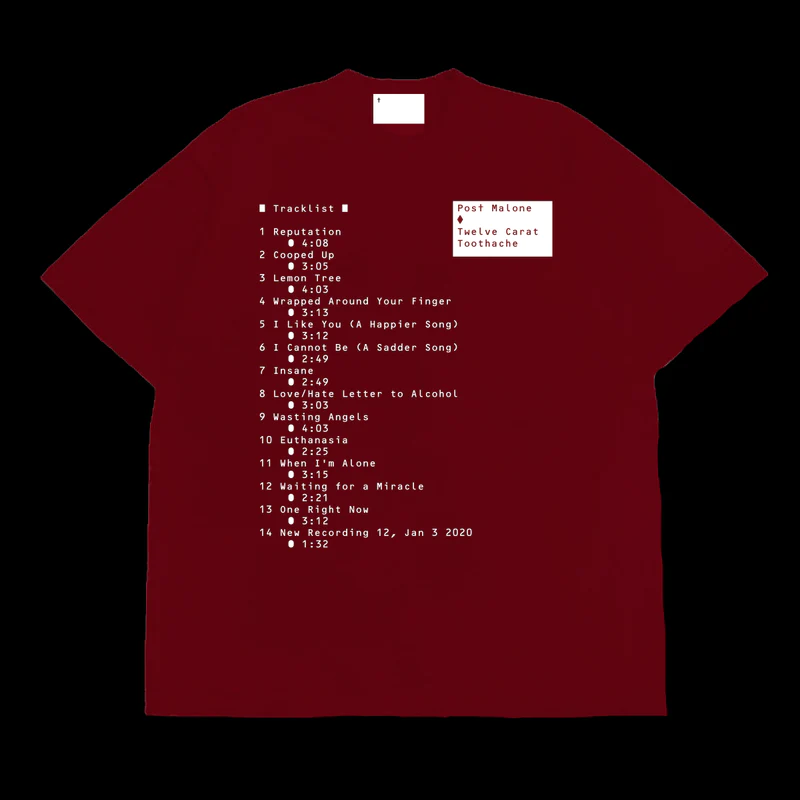 †
■ Tracklist ■
Post Malone
♦
Twelve Carat
Toothache
1 Reputation
● 4:08
2 Cooped Up
● 3:05
3 Lemon Tree
● 4:03
4 Wrapped Around Your Finger
● 3:13
5 I Like You (A Happier Song)
● 3:12
6 I Cannot Be (A Sadder Song)
● 2:49
7 Insane
● 2:49
8 Love/Hate Letter to Alcohol
● 3:03
9 Wasting Angels
● 4:03
10 Euthanasia
● 2:25
11 When I'm Alone
● 3:15
12 Waiting for a Miracle
● 2:21
13 One Right Now
● 3:12
14 New Recording 12, Jan 3 2020
● 1:32